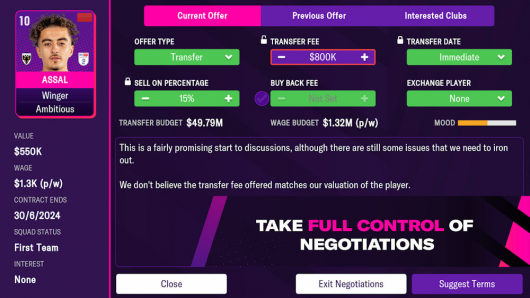 10
ASSAL
Winger
Ambitious
VALUE
$550K
WAGE
$1.3K (p/w)
CONTRACT ENDS
30/6/2024
SQUAD STATUS
First Team
INTEREST
None
Current Offer
Previous Offer
Interested Clubs
OFFER TYPE
TRANSFER FEE
TRANSFER DATE
Transfer
− $800K +
Immediate
SELL ON PERCENTAGE
BUY BACK FEE
EXCHANGE PLAYER
− 15% +
− Not Set +
None
TRANSFER BUDGET $49.79M
WAGE BUDGET $1.32M (p/w)
MOOD
This is a fairly promising start to discussions, although there are still some issues that we need to iron
out.
We don't believe the transfer fee offered matches our valuation of the player.
TAKE FULL CONTROL OF
NEGOTIATIONS
Close
Exit Negotiations
Suggest Terms